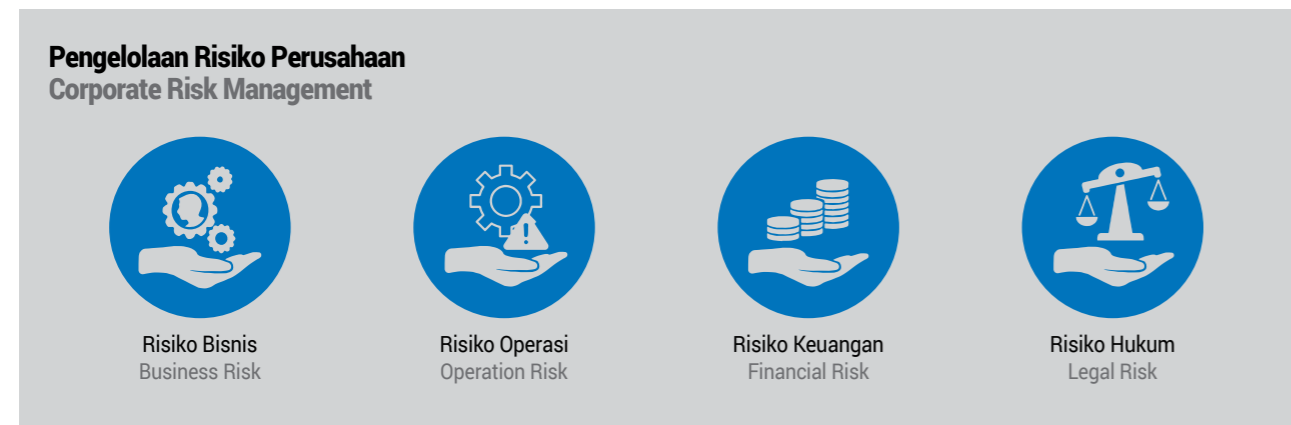 Pengelolaan Risiko Perusahaan
Corporate Risk Management
Risiko Bisnis
Business Risk
Risiko Operasi
Operation Risk
Risiko Keuangan
Financial Risk
Risiko Hukum
Legal Risk